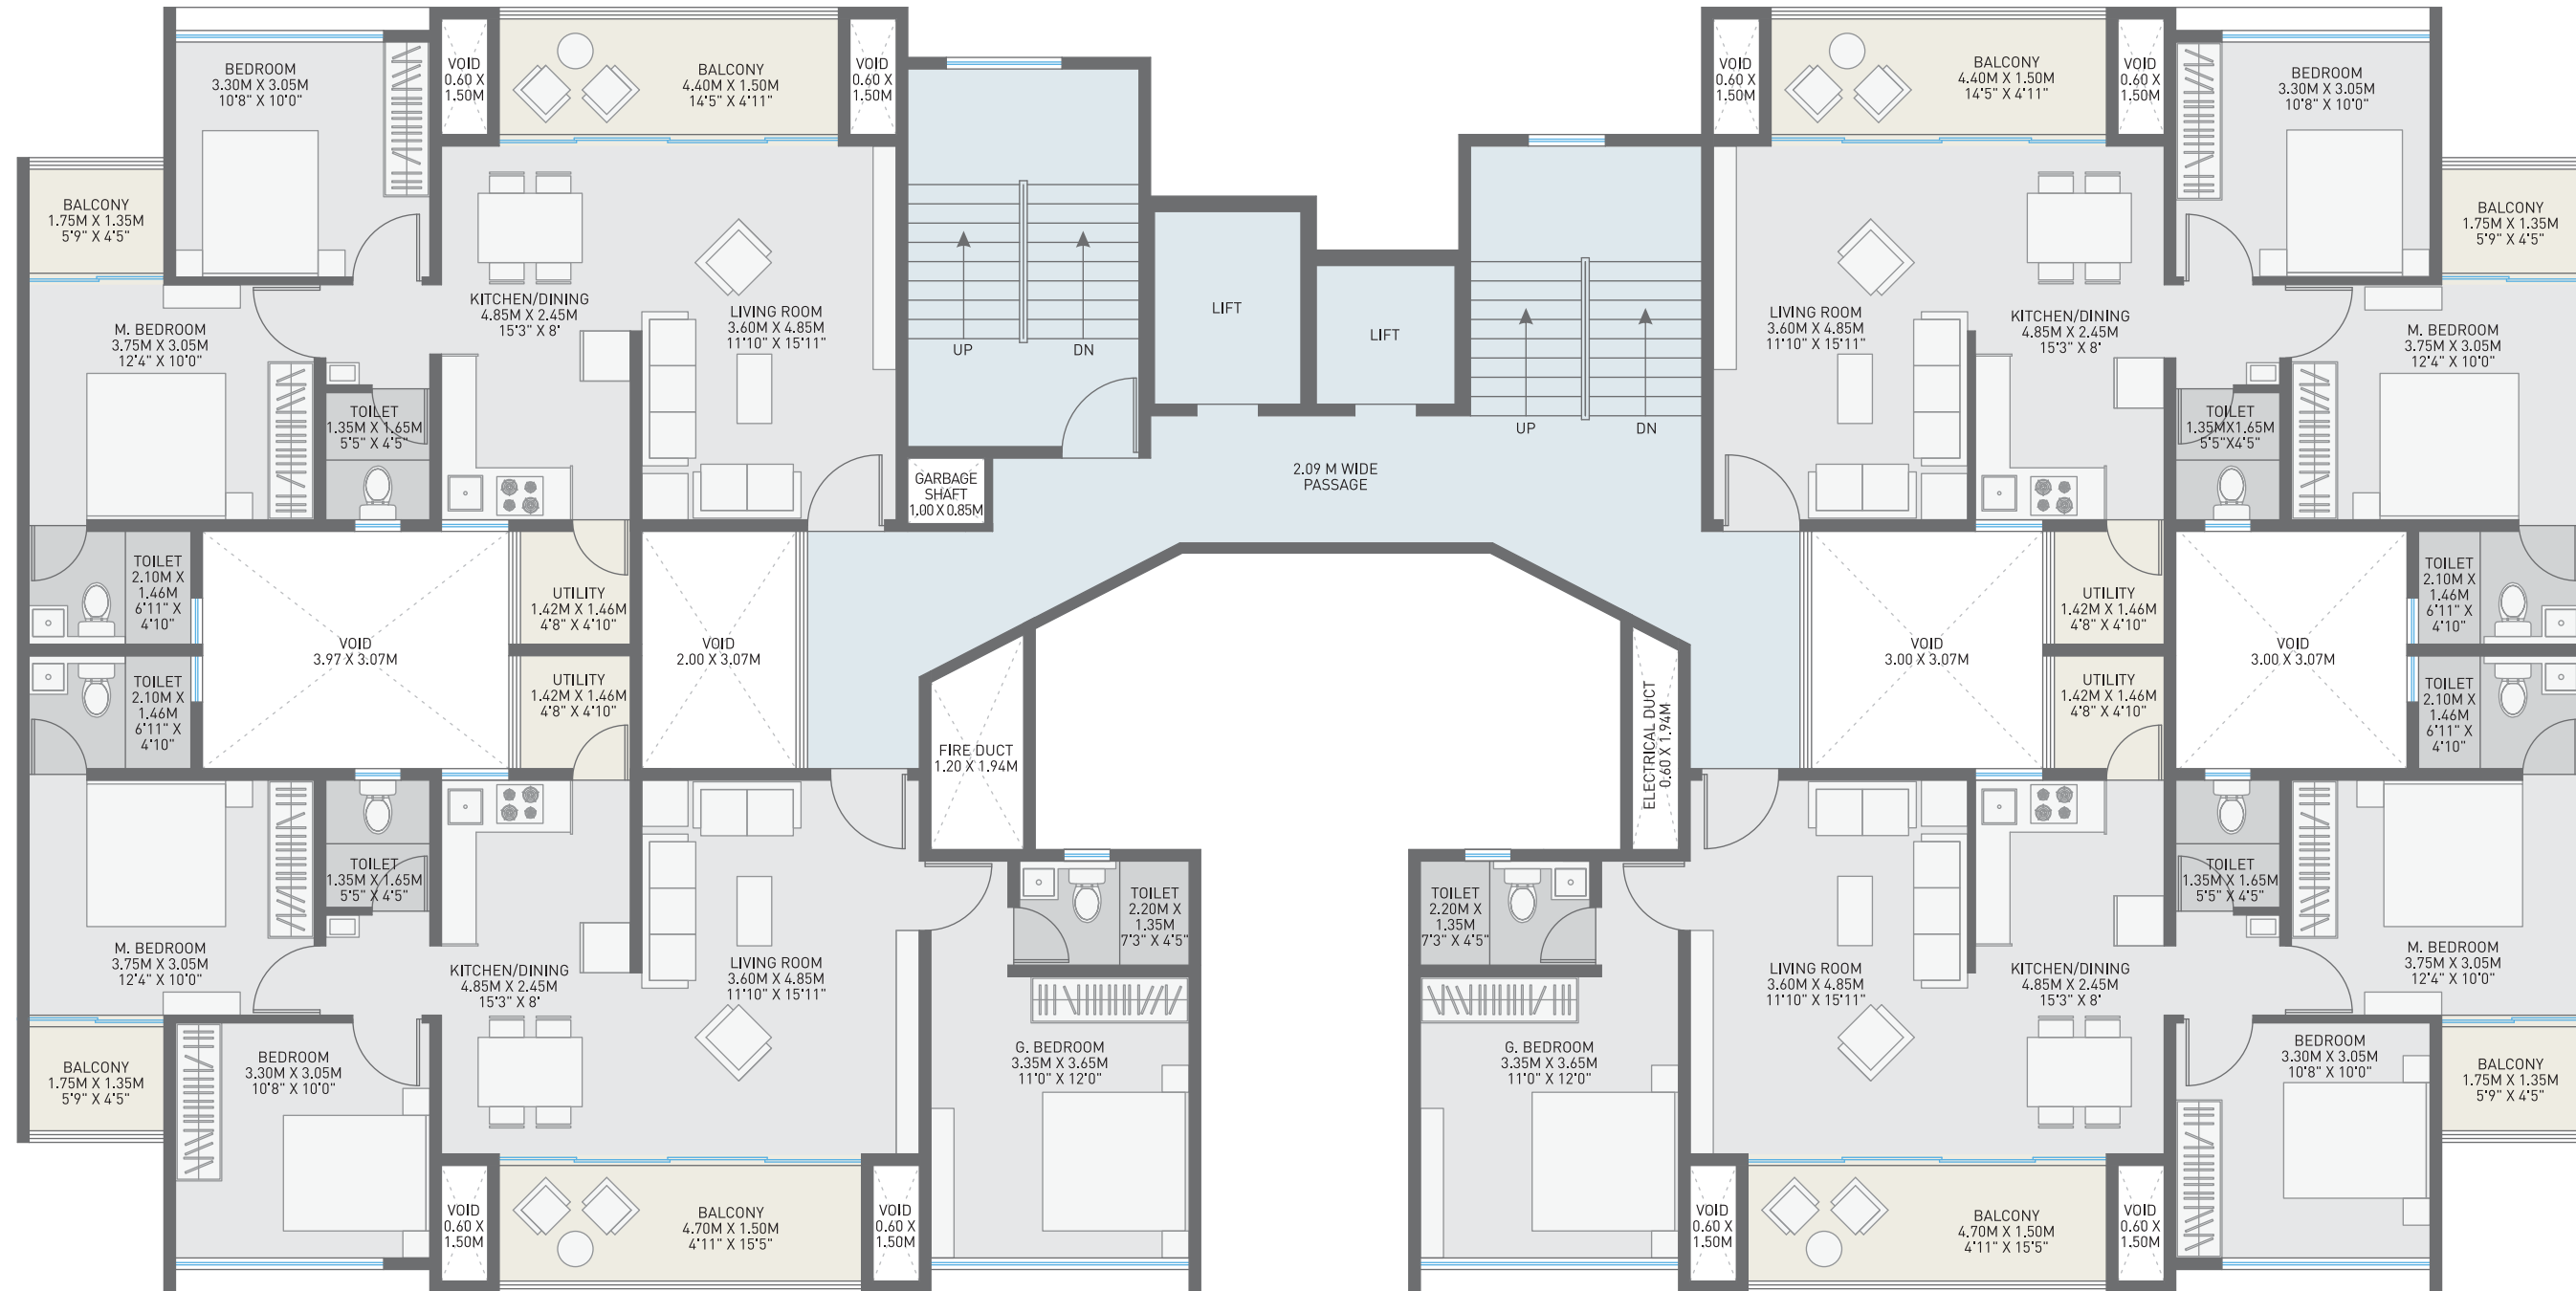 BEDROOM
3.30M X 3.05M
10'8" X 10'0"
VOID
0.60 X
1.50M
BALCONY
4.40M X 1.50M
14'5" X 4'11"
VOID
0.60 X
1.50M
VOID
0.60 X
1.50M
BALCONY
4.40M X 1.50M
14'5" X 4'11"
VOID
0.60 X
1.50M
BEDROOM
3.30M X 3.05M
10'8" X 10'0"
BALCONY
1.75M X 1.35M
5'9" X 4'5"
BALCONY
1.75M X 1.35M
5'9" X 4'5"
M. BEDROOM
3.75M X 3.05M
12'4" X 10'0"
KITCHEN/DINING
4.85M X 2.45M
15'3" X 8'
LIVING ROOM
3.60M X 4.85M
11'10" X 15'11"
UP
DN
LIFT
LIFT
UP
DN
LIVING ROOM
3.60M X 4.85M
11'10" X 15'11"
KITCHEN/DINING
4.85M X 2.45M
15'3" X 8'
M. BEDROOM
3.75M X 3.05M
12'4" X 10'0"
TOILET
1.35M X 1.65M
5'5" X 4'5"
GARBAGE
SHAFT
1.00 X 0.85M
2.09 M WIDE
PASSAGE
TOILET
1.35MX1.65M
5'5"X4'5"
TOILET
2.10M X
1.46M
6'11" X
4'10"
VOID
3.97 X 3.07M
UTILITY
1.42M X 1.46M
4'8" X 4'10"
VOID
2.00 X 3.07M
VOID
3.00 X 3.07M
UTILITY
1.42M X 1.46M
4'8" X 4'10"
VOID
3.00 X 3.07M
TOILET
2.10M X
1.46M
6'11" X
4'10"
TOILET
2.10M X
1.46M
6'11" X
4'10"
UTILITY
1.42M X 1.46M
4'8" X 4'10"
FIRE DUCT
1.20 X 1.94M
ELECTRICAL DUCT
0.60 X 1.94M
UTILITY
1.42M X 1.46M
4'8" X 4'10"
TOILET
2.10M X
1.46M
6'11" X
4'10"
TOILET
1.35M X 1.65M
5'5" X 4'5"
TOILET
2.20M X
1.35M
7'3" X 4'5"
TOILET
2.20M X
1.35M
7'3" X 4'5"
TOILET
1.35M X 1.65M
5'5" X 4'5"
M. BEDROOM
3.75M X 3.05M
12'4" X 10'0"
KITCHEN/DINING
4.85M X 2.45M
15'3" X 8'
LIVING ROOM
3.60M X 4.85M
11'10" X 15'11"
LIVING ROOM
3.60M X 4.85M
11'10" X 15'11"
KITCHEN/DINING
4.85M X 2.45M
15'3" X 8'
M. BEDROOM
3.75M X 3.05M
12'4" X 10'0"
BALCONY
1.75M X 1.35M
5'9" X 4'5"
BEDROOM
3.30M X 3.05M
10'8" X 10'0"
G. BEDROOM
3.35M X 3.65M
11'0" X 12'0"
G. BEDROOM
3.35M X 3.65M
11'0" X 12'0"
BEDROOM
3.30M X 3.05M
10'8" X 10'0"
BALCONY
1.75M X 1.35M
5'9" X 4'5"
VOID
0.60 X
1.50M
BALCONY
4.70M X 1.50M
4'11" X 15'5"
VOID
0.60 X
1.50M
VOID
0.60 X
1.50M
BALCONY
4.70M X 1.50M
4'11" X 15'5"
VOID
0.60 X
1.50M